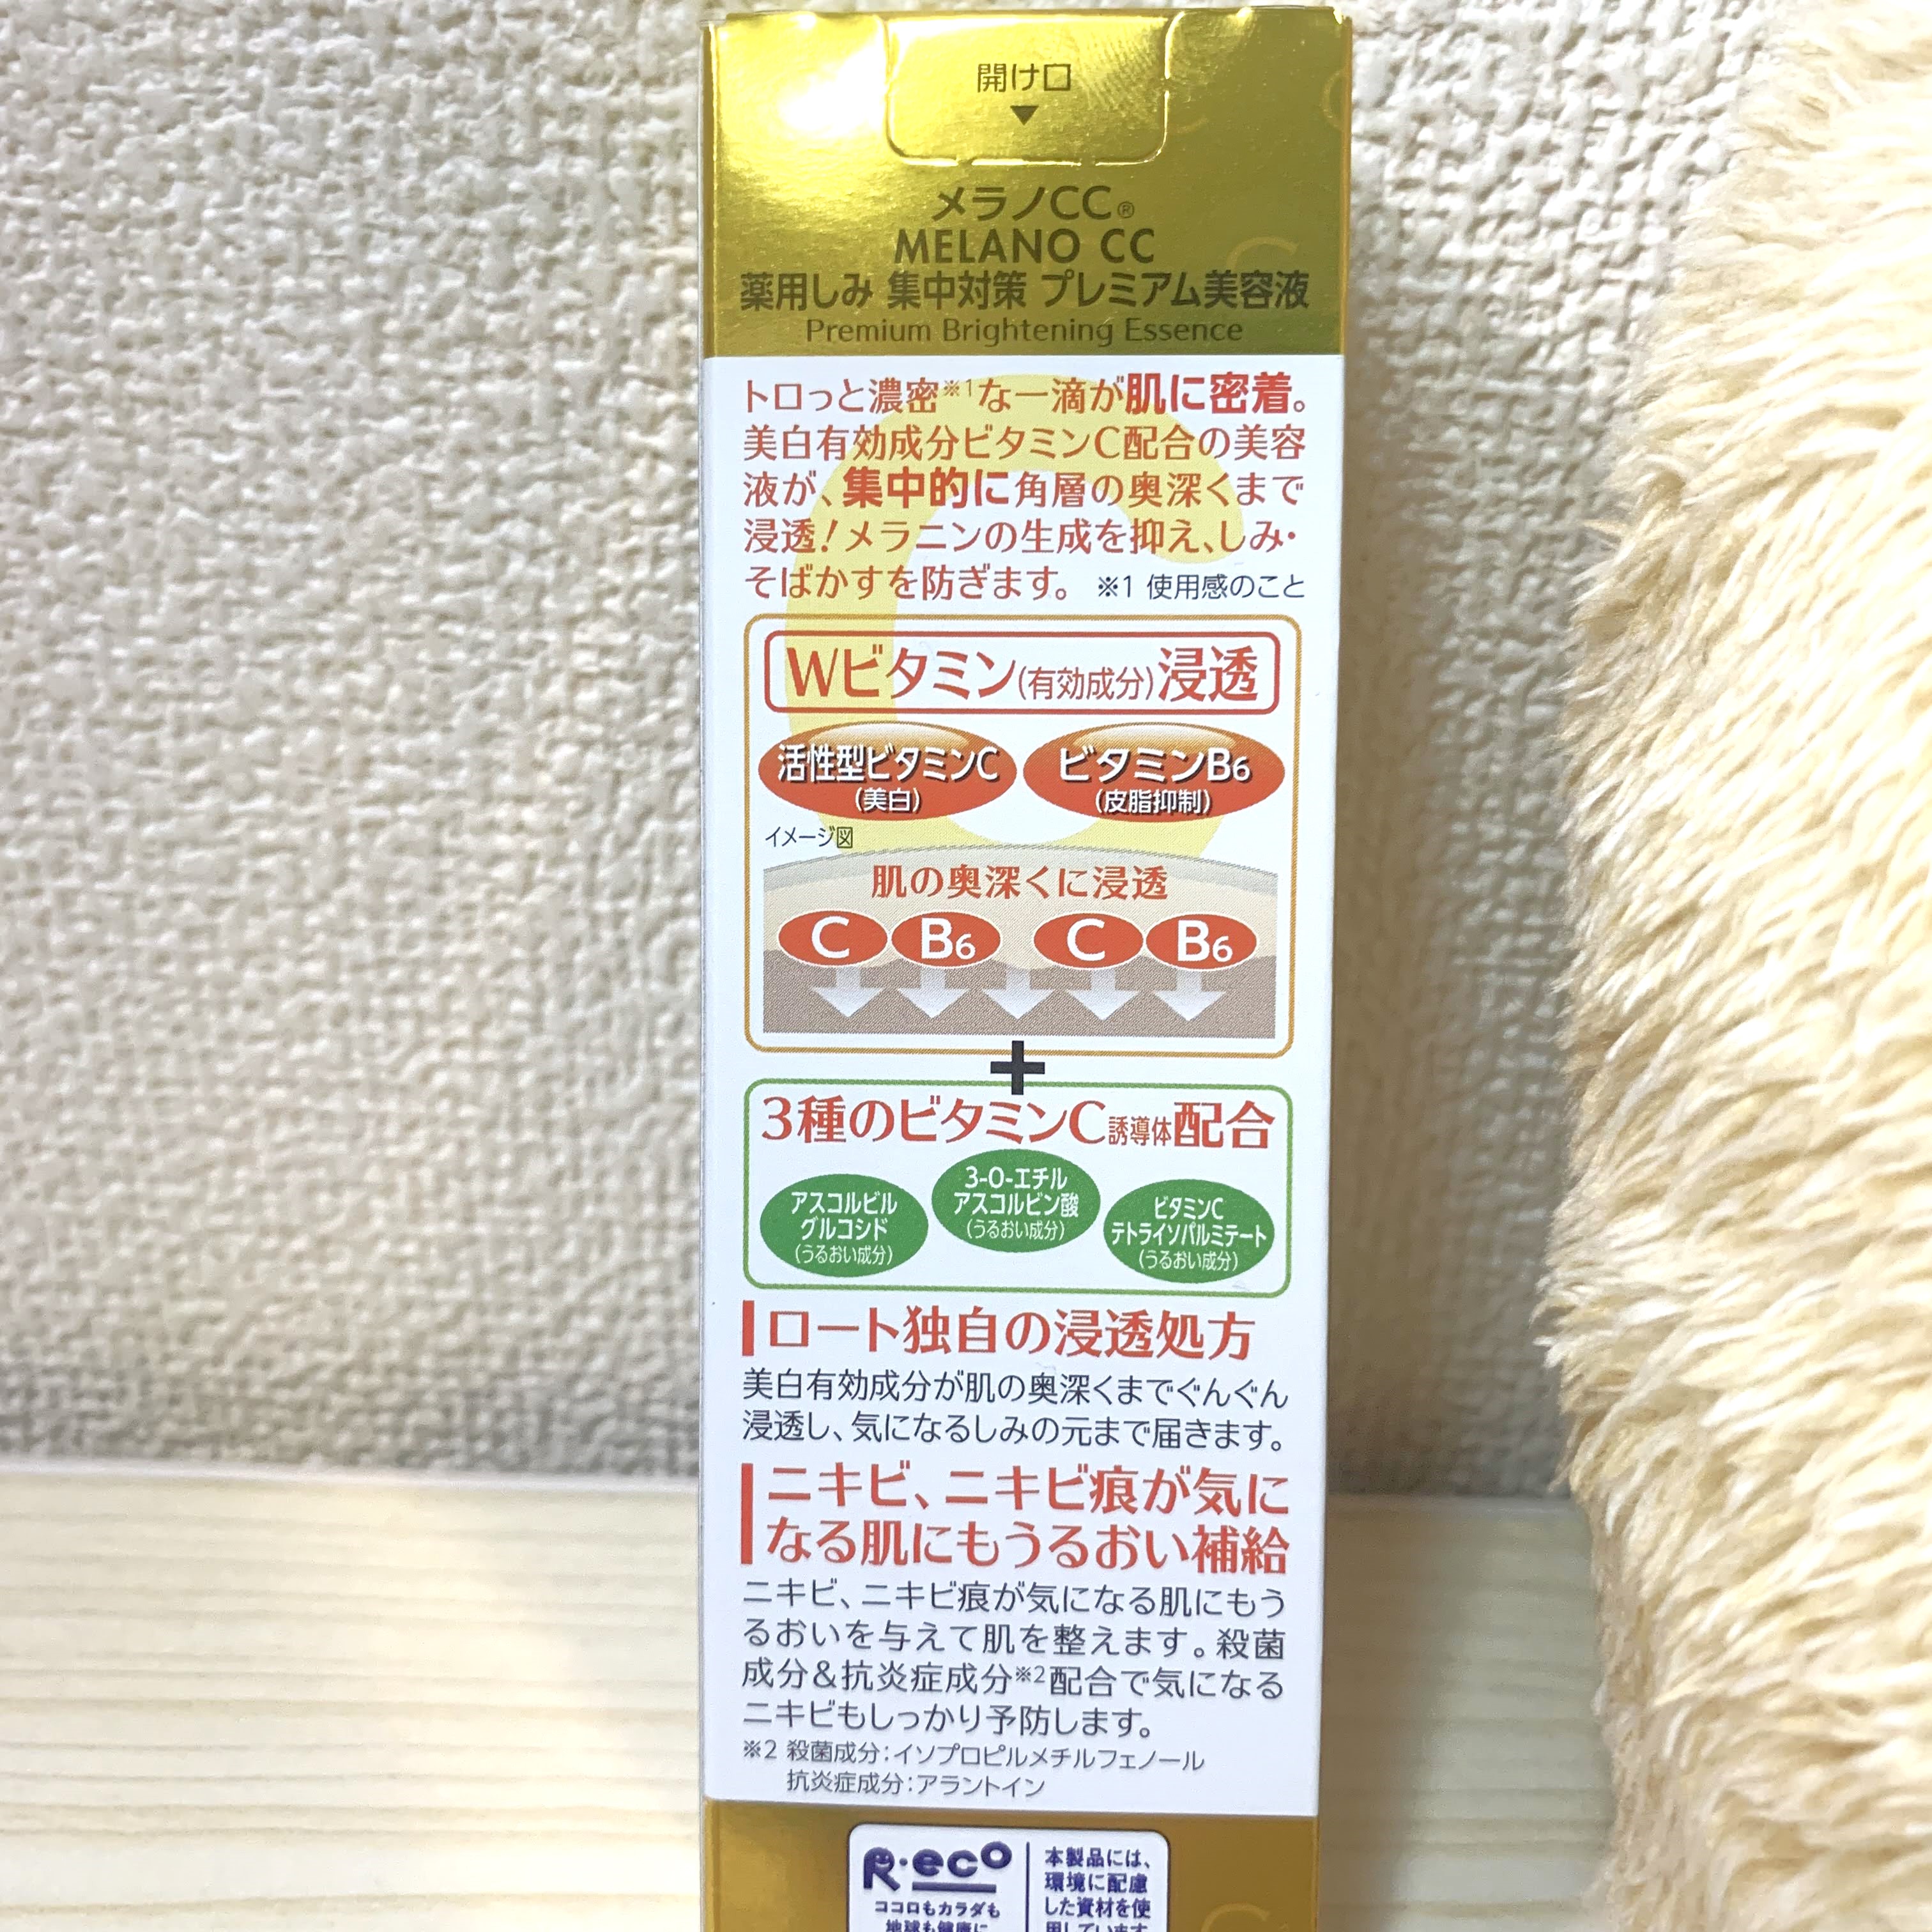 開け口
▼
メラノCC®
MELANO CC
薬用しみ 集中対策 プレミアム美容液
Premium Brightening Essence
トロっと濃密※1な一滴が肌に密着。
美白有効成分ビタミンC配合の美容
液が、集中的に角層の奥深くまで
浸透!メラニンの生成を抑え、しみ・
そばかすを防ぎます。 ※1 使用感のこと
Wビタミン(有効成分)浸透
活性型ビタミンC
(美白)
ビタミンB6
(皮脂抑制)
イメージ図
肌の奥深くに浸透
C B6 C B6
+
3種のビタミンC誘導体配合
アスコルビル
グルコシド
(うるおい成分)
3-O-エチル
アスコルビン酸
(うるおい成分)
ビタミンC
テトライソパルミテート
(うるおい成分)
ロート独自の浸透処方
美白有効成分が肌の奥深くまでぐんぐん
浸透し、気になるしみの元まで届きます。
ニキビ、ニキビ痕が気に
なる肌にもうるおい補給
ニキビ、ニキビ痕が気になる肌にもう
るおいを与えて肌を整えます。殺菌
成分&抗炎症成分※2配合で気になる
ニキビもしっかり予防します。
※2 殺菌成分:イソプロピルメチルフェノール
抗炎症成分:アラントイン
R・eco
ココロもカラダも
地球も健康に
本製品には、
環境に配慮
した資材を使
用しています